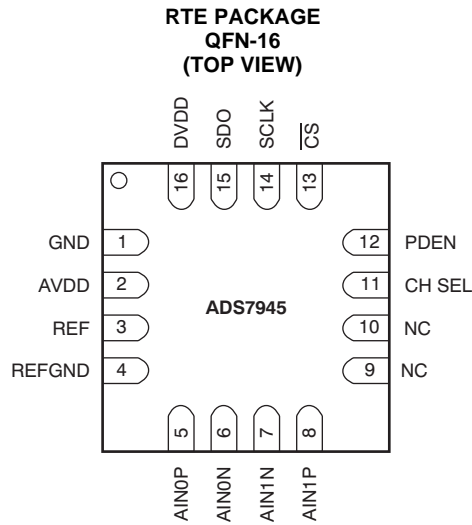 RTE PACKAGE
QFN-16
(TOP VIEW)
DVDD SDO SCLK CS
16 15 14 13
GND 1 12 PDEN
AVDD 2 11 CH SEL
ADS7945
REF 3 10 NC
REFGND 4 9 NC
5 6 7 8
AIN0P AIN0N AIN1N AIN1P